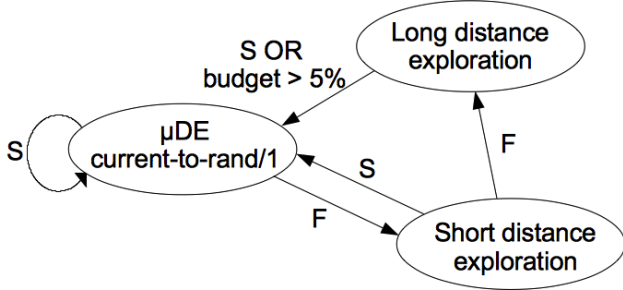 Long distance
exploration
S OR
budget > 5%
µDE
current-to-rand/1
S
S
F
F
Short distance
exploration